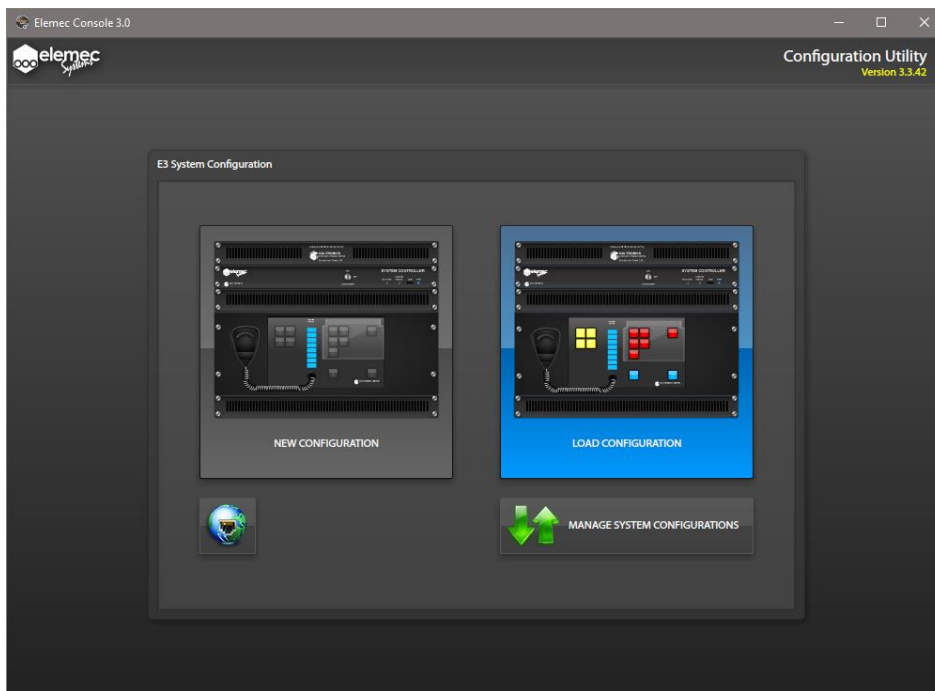 Elemec Console 3.0
elemec
Systems
Configuration Utility
Version 3.3.42
E3 System Configuration
SYSTEM CONTROLLER
SYSTEM CONTROLLER
NEW CONFIGURATION
LOAD CONFIGURATION
MANAGE SYSTEM CONFIGURATIONS